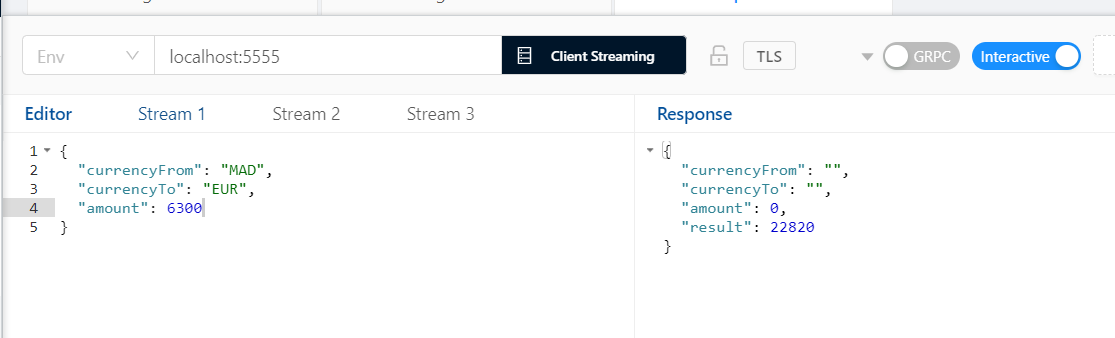 Env localhost:5555 Client Streaming TLS GRPC Interactive
Editor Stream 1 Stream 2 Stream 3 Response
1 {
2 "currencyFrom": "MAD",
3 "currencyTo": "EUR",
4 "amount": 6300
5 }
{
"currencyFrom": "",
"currencyTo": "",
"amount": 0,
"result": 22820
}